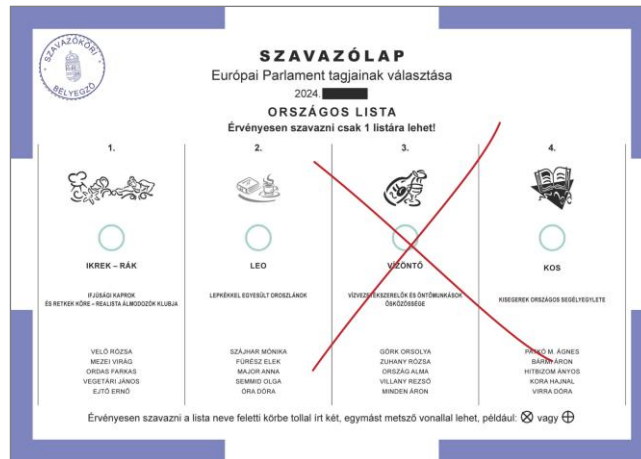 SZAVAZÓKÖRI
BÉLYEGZŐ
SZAVAZÓLAP
Európai Parlament tagjainak választása
2024.
ORSZÁGOS LISTA
Érvényesen szavazni csak 1 listára lehet!
1.
IKREK – RÁK
IFJÚSÁGI KAPROK
ÉS RETKEK KÖRE – REALISTA ÁLMODOZÓK KLUBJA
VELŐ RÓZSA
MEZEI VIRÁG
ORDAS FARKAS
VEGETÁRI JÁNOS
EJTŐ ERNŐ
2.
LEO
LEPKÉKKEL EGYESÜLT OROSZLÁNOK
SZÁJHAR MÓNIKA
FŰRÉSZ ELEK
MAJOR ANNA
SEMMID OLGA
ÓRA DÓRA
3.
VÍZÖNTŐ
VÍZVEZETÉKSZERELŐK ÉS ÖNTŐMUNKÁSOK
ŐSKÖZÖSSÉGE
GÖRK ORSOLYA
ZUHANY RÓZSA
ORSZÁG ALMA
VILLANY REZSŐ
MINDEN ÁRON
4.
KOS
KISEGEREK ORSZÁGOS SEGÉLYEGYLETE
PATKÓ M. ÁGNES
BÁRMI ÁRON
HITBIZOM ÁNYOS
KORA HAJNAL
VIRRA DÓRA
Érvényesen szavazni a lista neve feletti körbe tollal írt két, egymást metsző vonallal lehet, például: vagy